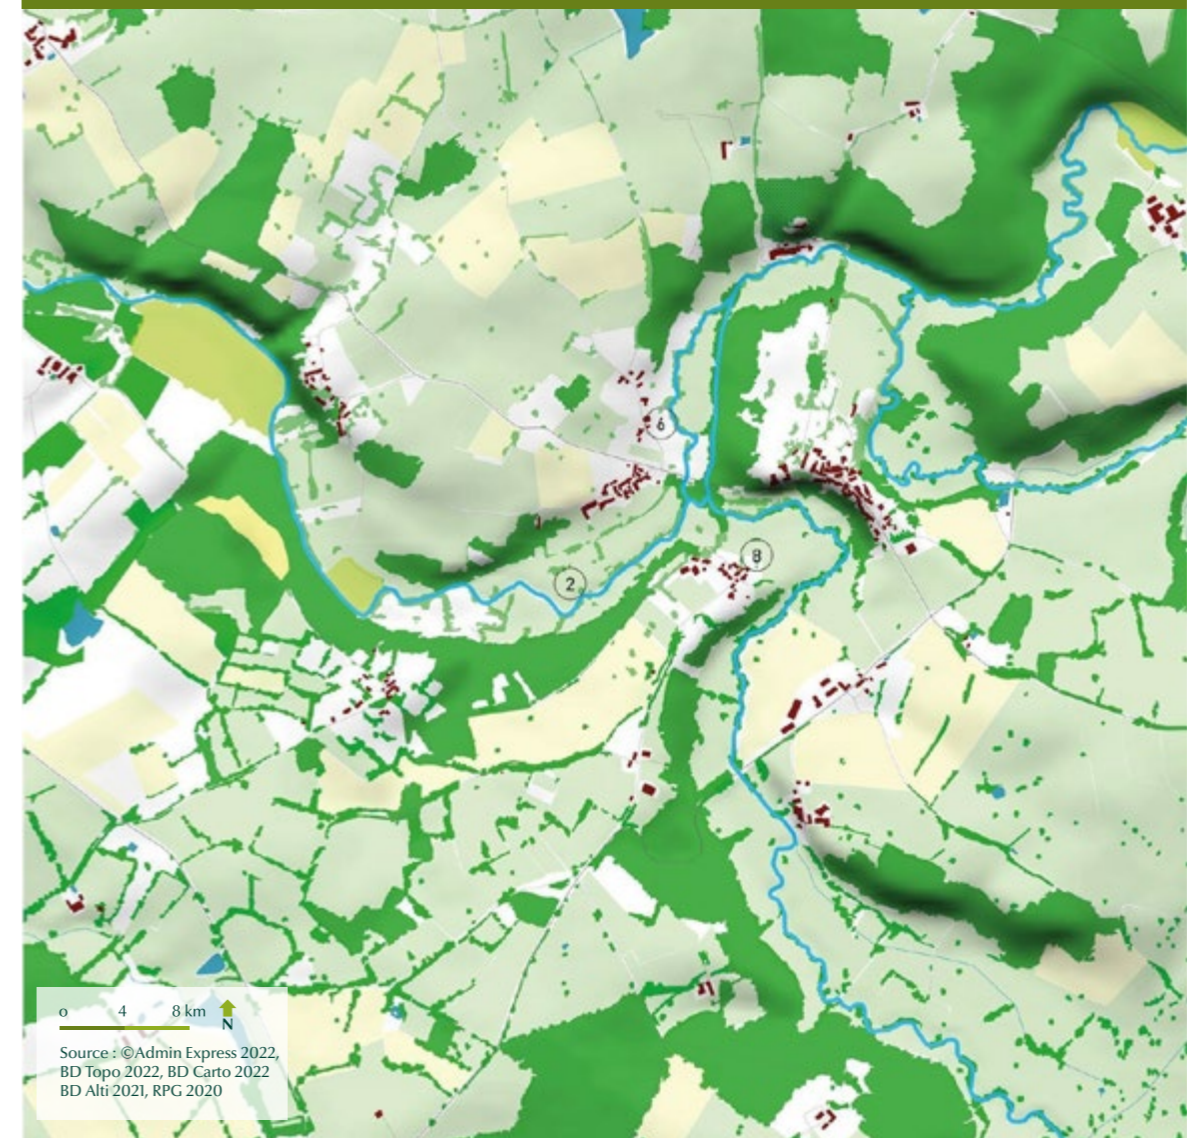 6
8
2
o 4 8 km
N
Source : ©Admin Express 2022,
BD Topo 2022, BD Carto 2022
BD Alti 2021, RPG 2020